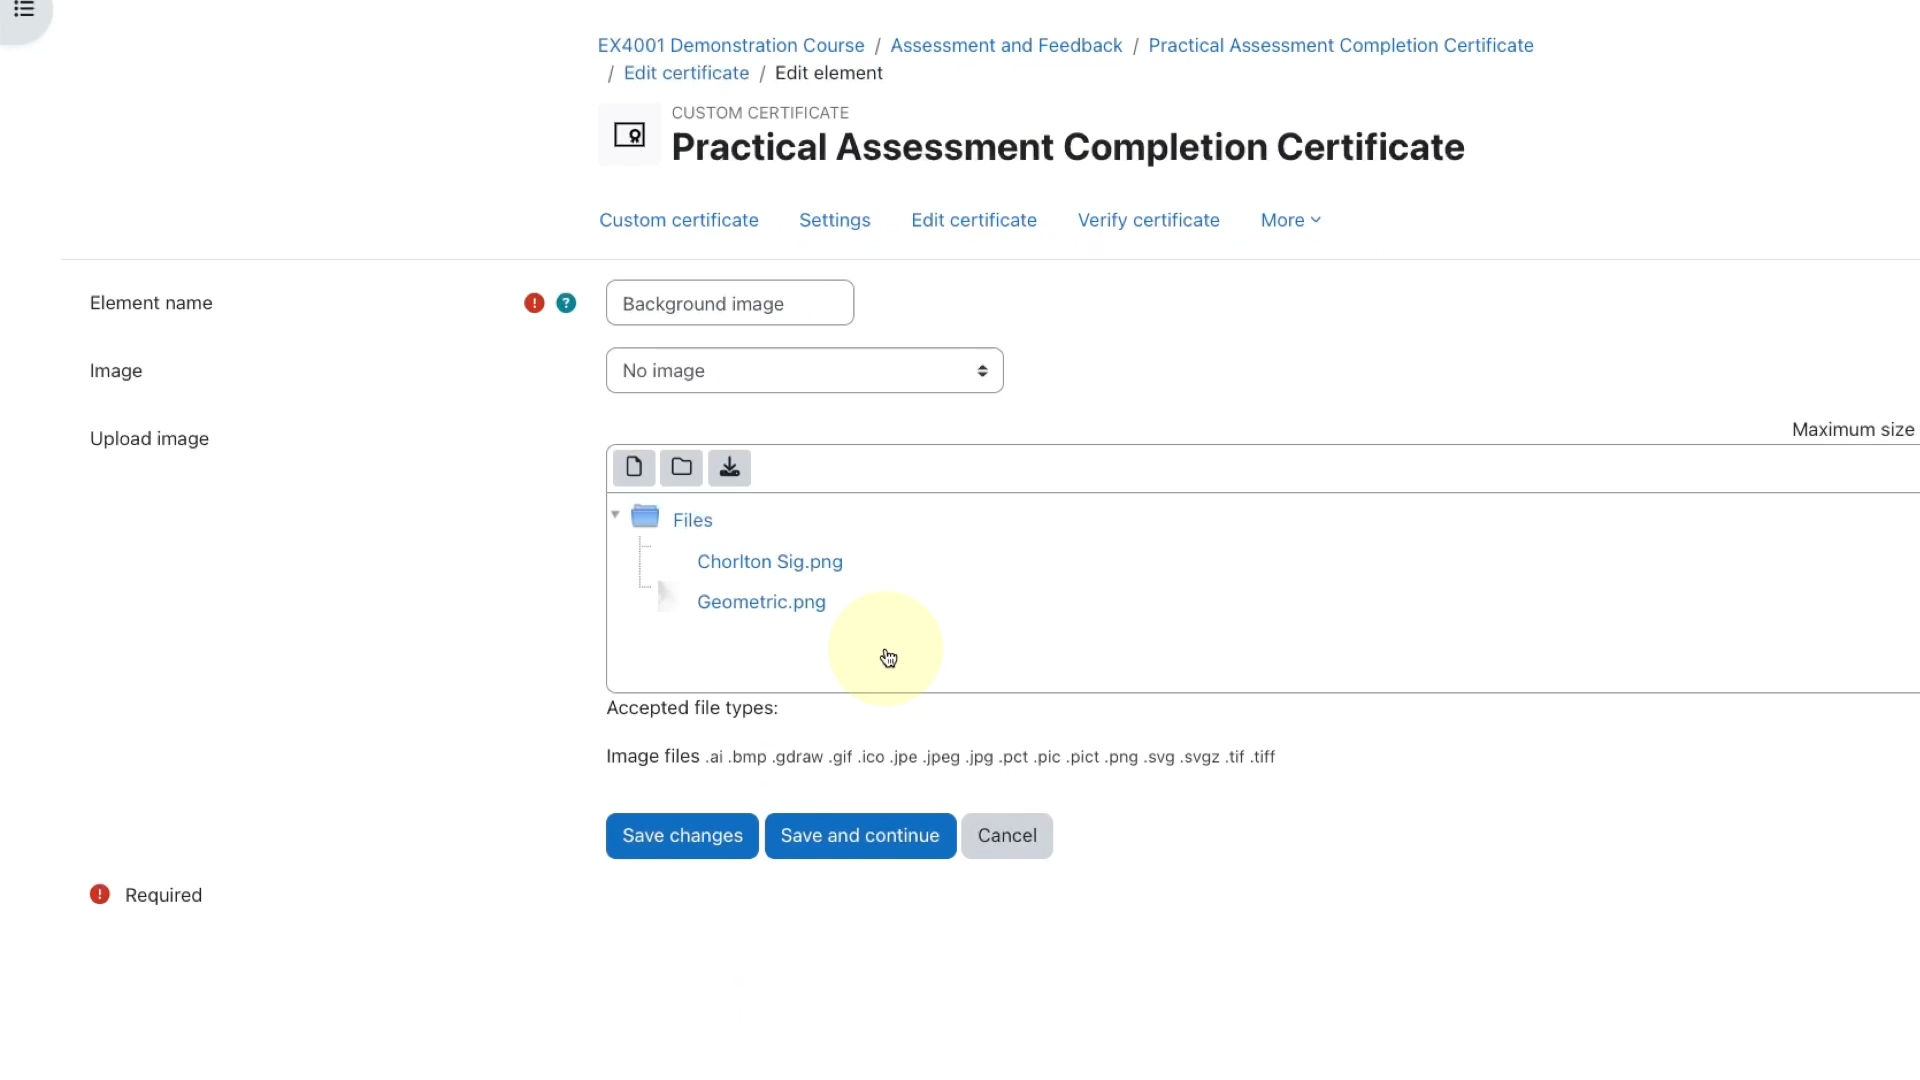 EX4001 Demonstration Course / Assessment and Feedback / Practical Assessment Completion Certificate
/ Edit certificate / Edit element
CUSTOM CERTIFICATE
Practical Assessment Completion Certificate
Custom certificate Settings Edit certificate Verify certificate More
Element name Background image
Image No image
Upload image
Maximum size
Files
Chorlton Sig.png
Geometric.png
Accepted file types:
Image files .ai .bmp .gdraw .gif .ico .jpe .jpeg .jpg .pct .pic .pict .png .svg .svgz .tif .tiff
Save changes Save and continue Cancel
Required